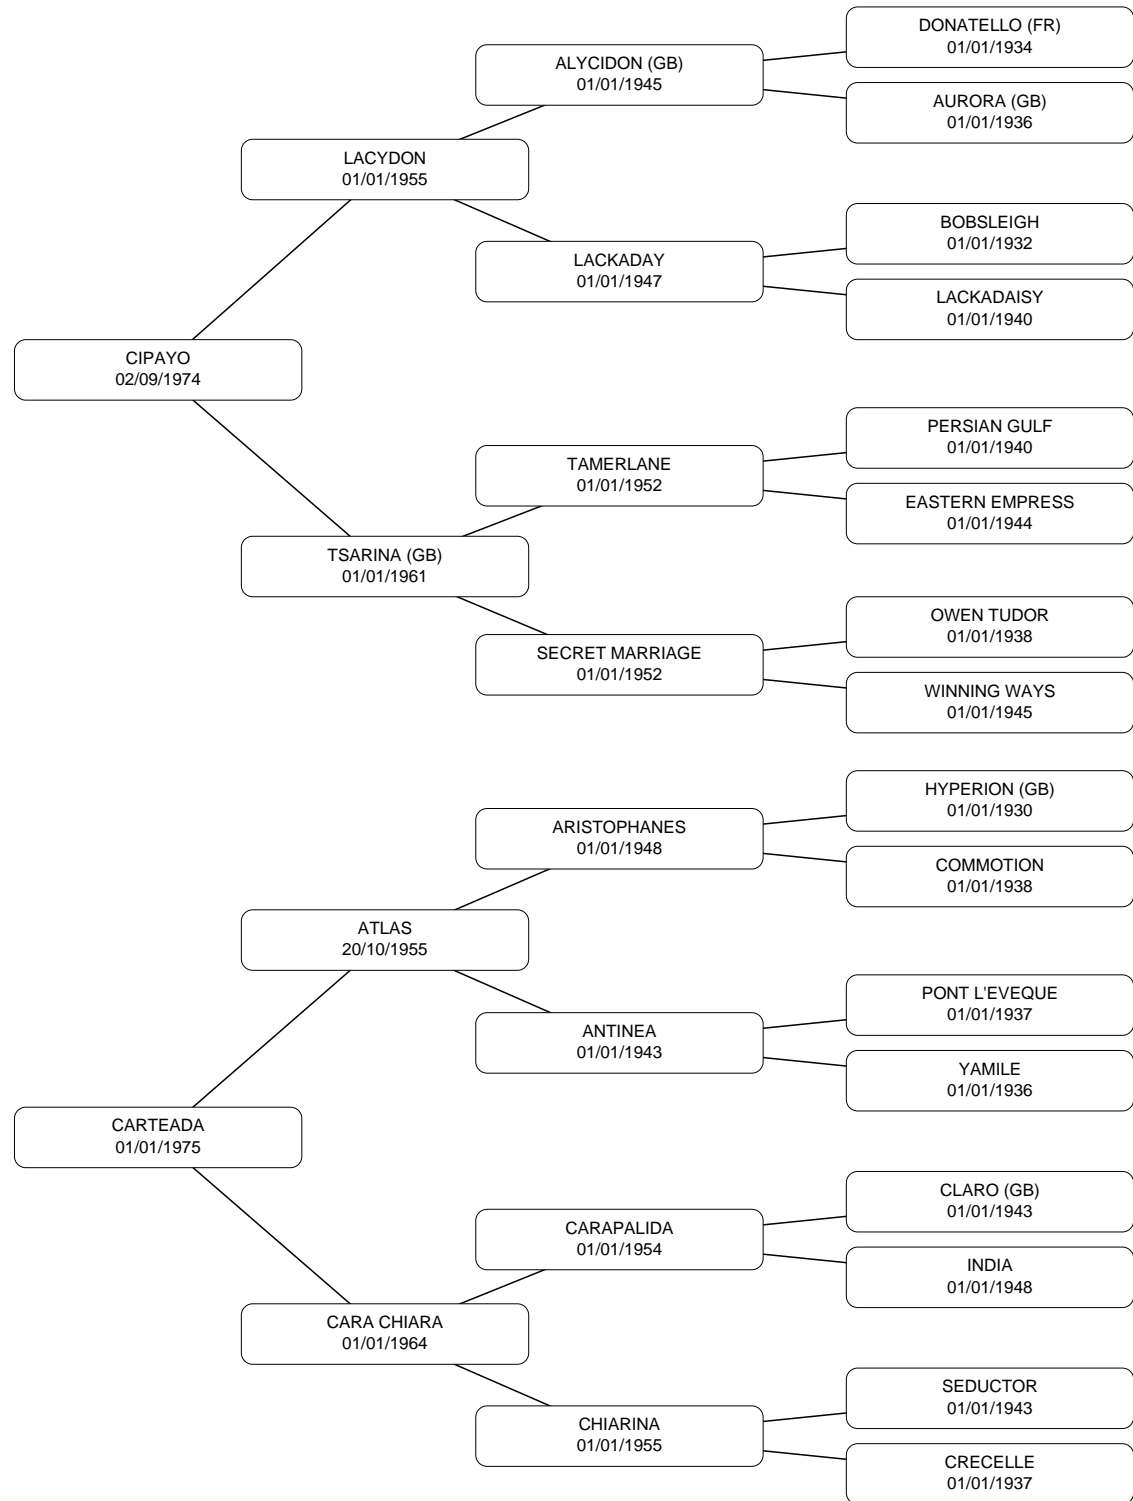 DONATELLO (FR)
01/01/1934
ALYCIDON (GB)
01/01/1945
AURORA (GB)
01/01/1936
LACYDON
01/01/1955
BOBSLEIGH
01/01/1932
LACKADAY
01/01/1947
LACKADAISY
01/01/1940
CIPAYO
02/09/1974
PERSIAN GULF
01/01/1940
TAMERLANE
01/01/1952
EASTERN EMPRESS
01/01/1944
TSARINA (GB)
01/01/1961
OWEN TUDOR
01/01/1938
SECRET MARRIAGE
01/01/1952
WINNING WAYS
01/01/1945
HYPERION (GB)
01/01/1930
ARISTOPHANES
01/01/1948
COMMOTION
01/01/1938
ATLAS
20/10/1955
PONT L'EVEQUE
01/01/1937
ANTINEA
01/01/1943
YAMILE
01/01/1936
CARTEADA
01/01/1975
CLARO (GB)
01/01/1943
CARAPALIDA
01/01/1954
INDIA
01/01/1948
CARA CHIARA
01/01/1964
SEDUCTOR
01/01/1943
CHIARINA
01/01/1955
CRECELLE
01/01/1937